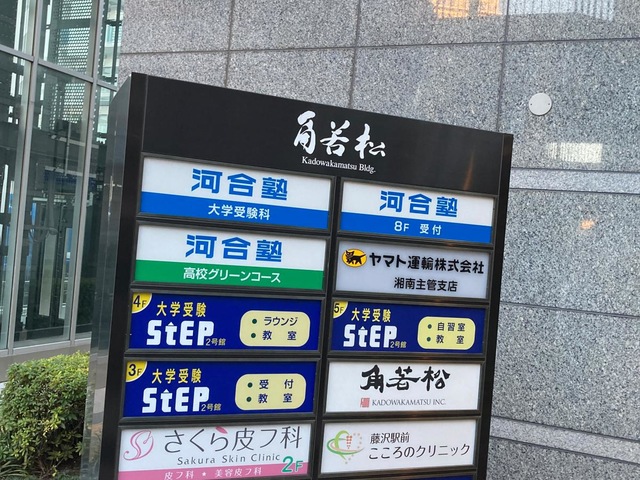 角若松
Kadowakamatsu Bldg.
河合塾
大学受験科
河合塾
8F 受付
河合塾
高校グリーンコース
ヤマト運輸株式会社
湘南主管支店
4F
大学受験
StEP 2号館
• ラウンジ
• 教室
5F
大学受験
StEP 2号館
• 自習室
• 教室
3F
大学受験
StEP 2号館
• 受付
• 教室
角若松
KADOWAKAMATSU INC.
さくら皮フ科
Sakura Skin Clinic
皮フ科 • 美容皮フ科
2F
藤沢駅前
こころのクリニック